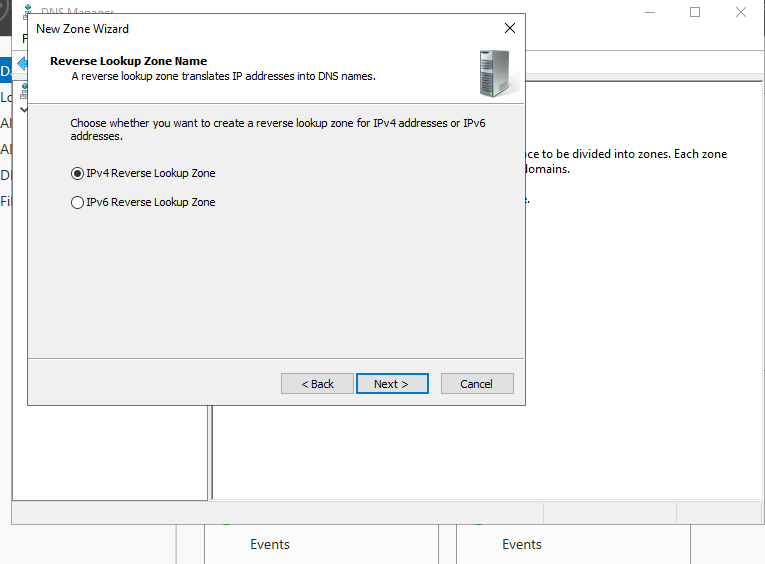 DNS Manager
New Zone Wizard
Reverse Lookup Zone Name
A reverse lookup zone translates IP addresses into DNS names.
Choose whether you want to create a reverse lookup zone for IPv4 addresses or IPv6
addresses.
IPv4 Reverse Lookup Zone
IPv6 Reverse Lookup Zone
< Back
Next >
Cancel
ce to be divided into zones. Each zone
domains.
Events
Events